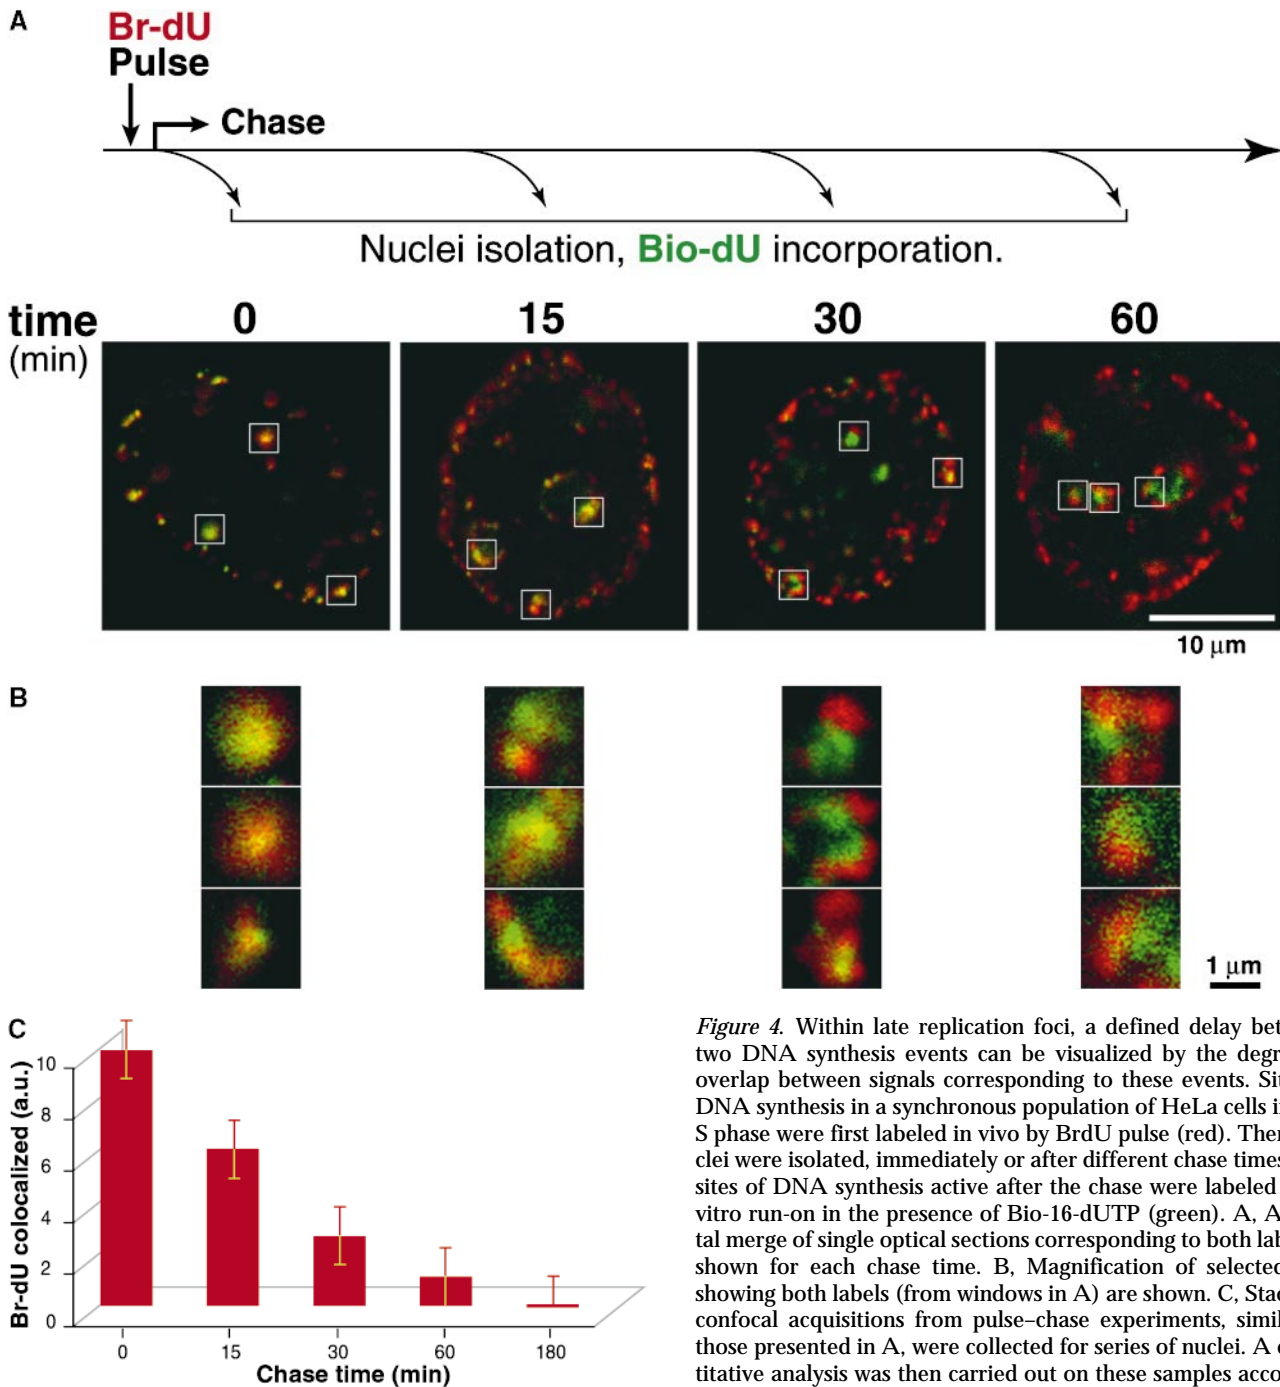 A
Br-dU
Pulse
Chase
Nuclei isolation, Bio-dU incorporation.
time 0 15 30 60
(min)
10 μm
B
1 μm
C
Br-dU colocalized (a.u.)
10
8
6
4
2
0
0 15 30 60 180
Chase time (min)
Figure 4. Within late replication foci, a defined delay bet
two DNA synthesis events can be visualized by the degr
overlap between signals corresponding to these events. Sit
DNA synthesis in a synchronous population of HeLa cells i
S phase were first labeled in vivo by BrdU pulse (red). Ther
clei were isolated, immediately or after different chase times
sites of DNA synthesis active after the chase were labeled
vitro run-on in the presence of Bio-16-dUTP (green). A, A
tal merge of single optical sections corresponding to both lab
shown for each chase time. B, Magnification of selected
showing both labels (from windows in A) are shown. C, Stac
confocal acquisitions from pulse–chase experiments, simil
those presented in A, were collected for series of nuclei. A c
titative analysis was then carried out on these samples acco